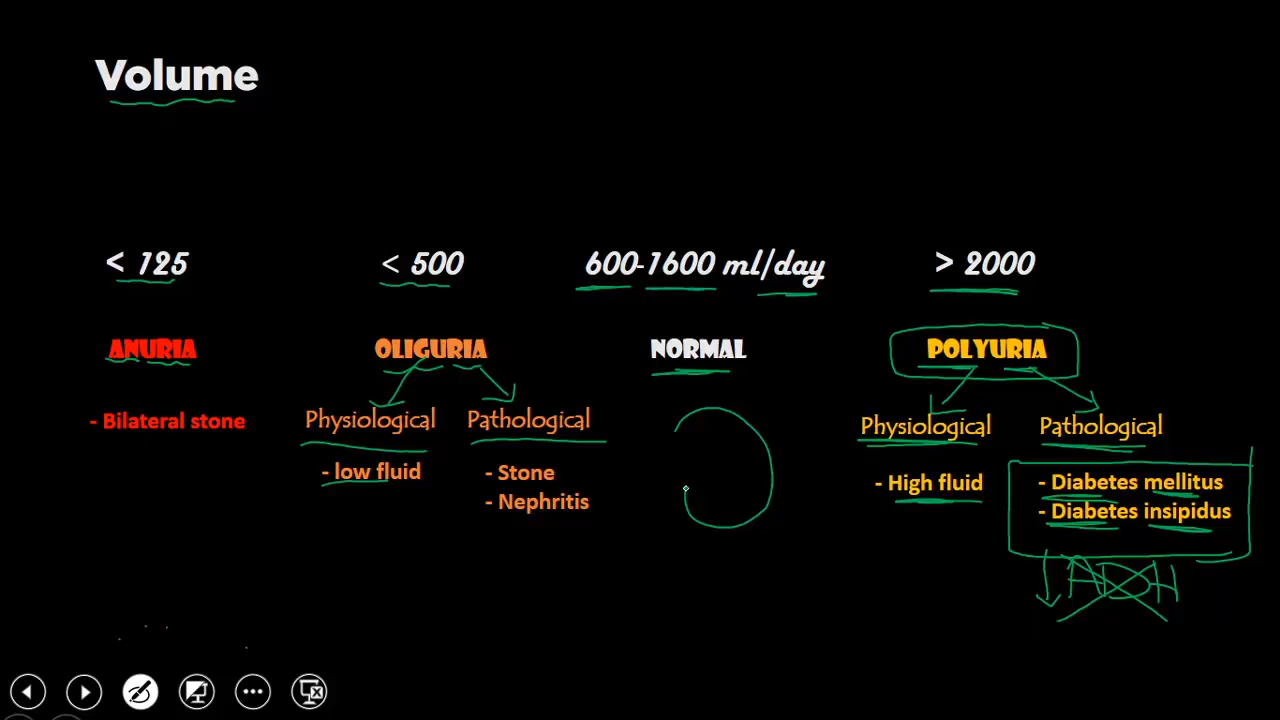 Volume
< 125
< 500
600-1600 ml/day
> 2000
ANURIA
OLIGURIA
NORMAL
POLYURIA
- Bilateral stone
Physiological
Pathological
Physiological
Pathological
- low fluid
- Stone
- Nephritis
- High fluid
- Diabetes mellitus
- Diabetes insipidus
↓ ADH